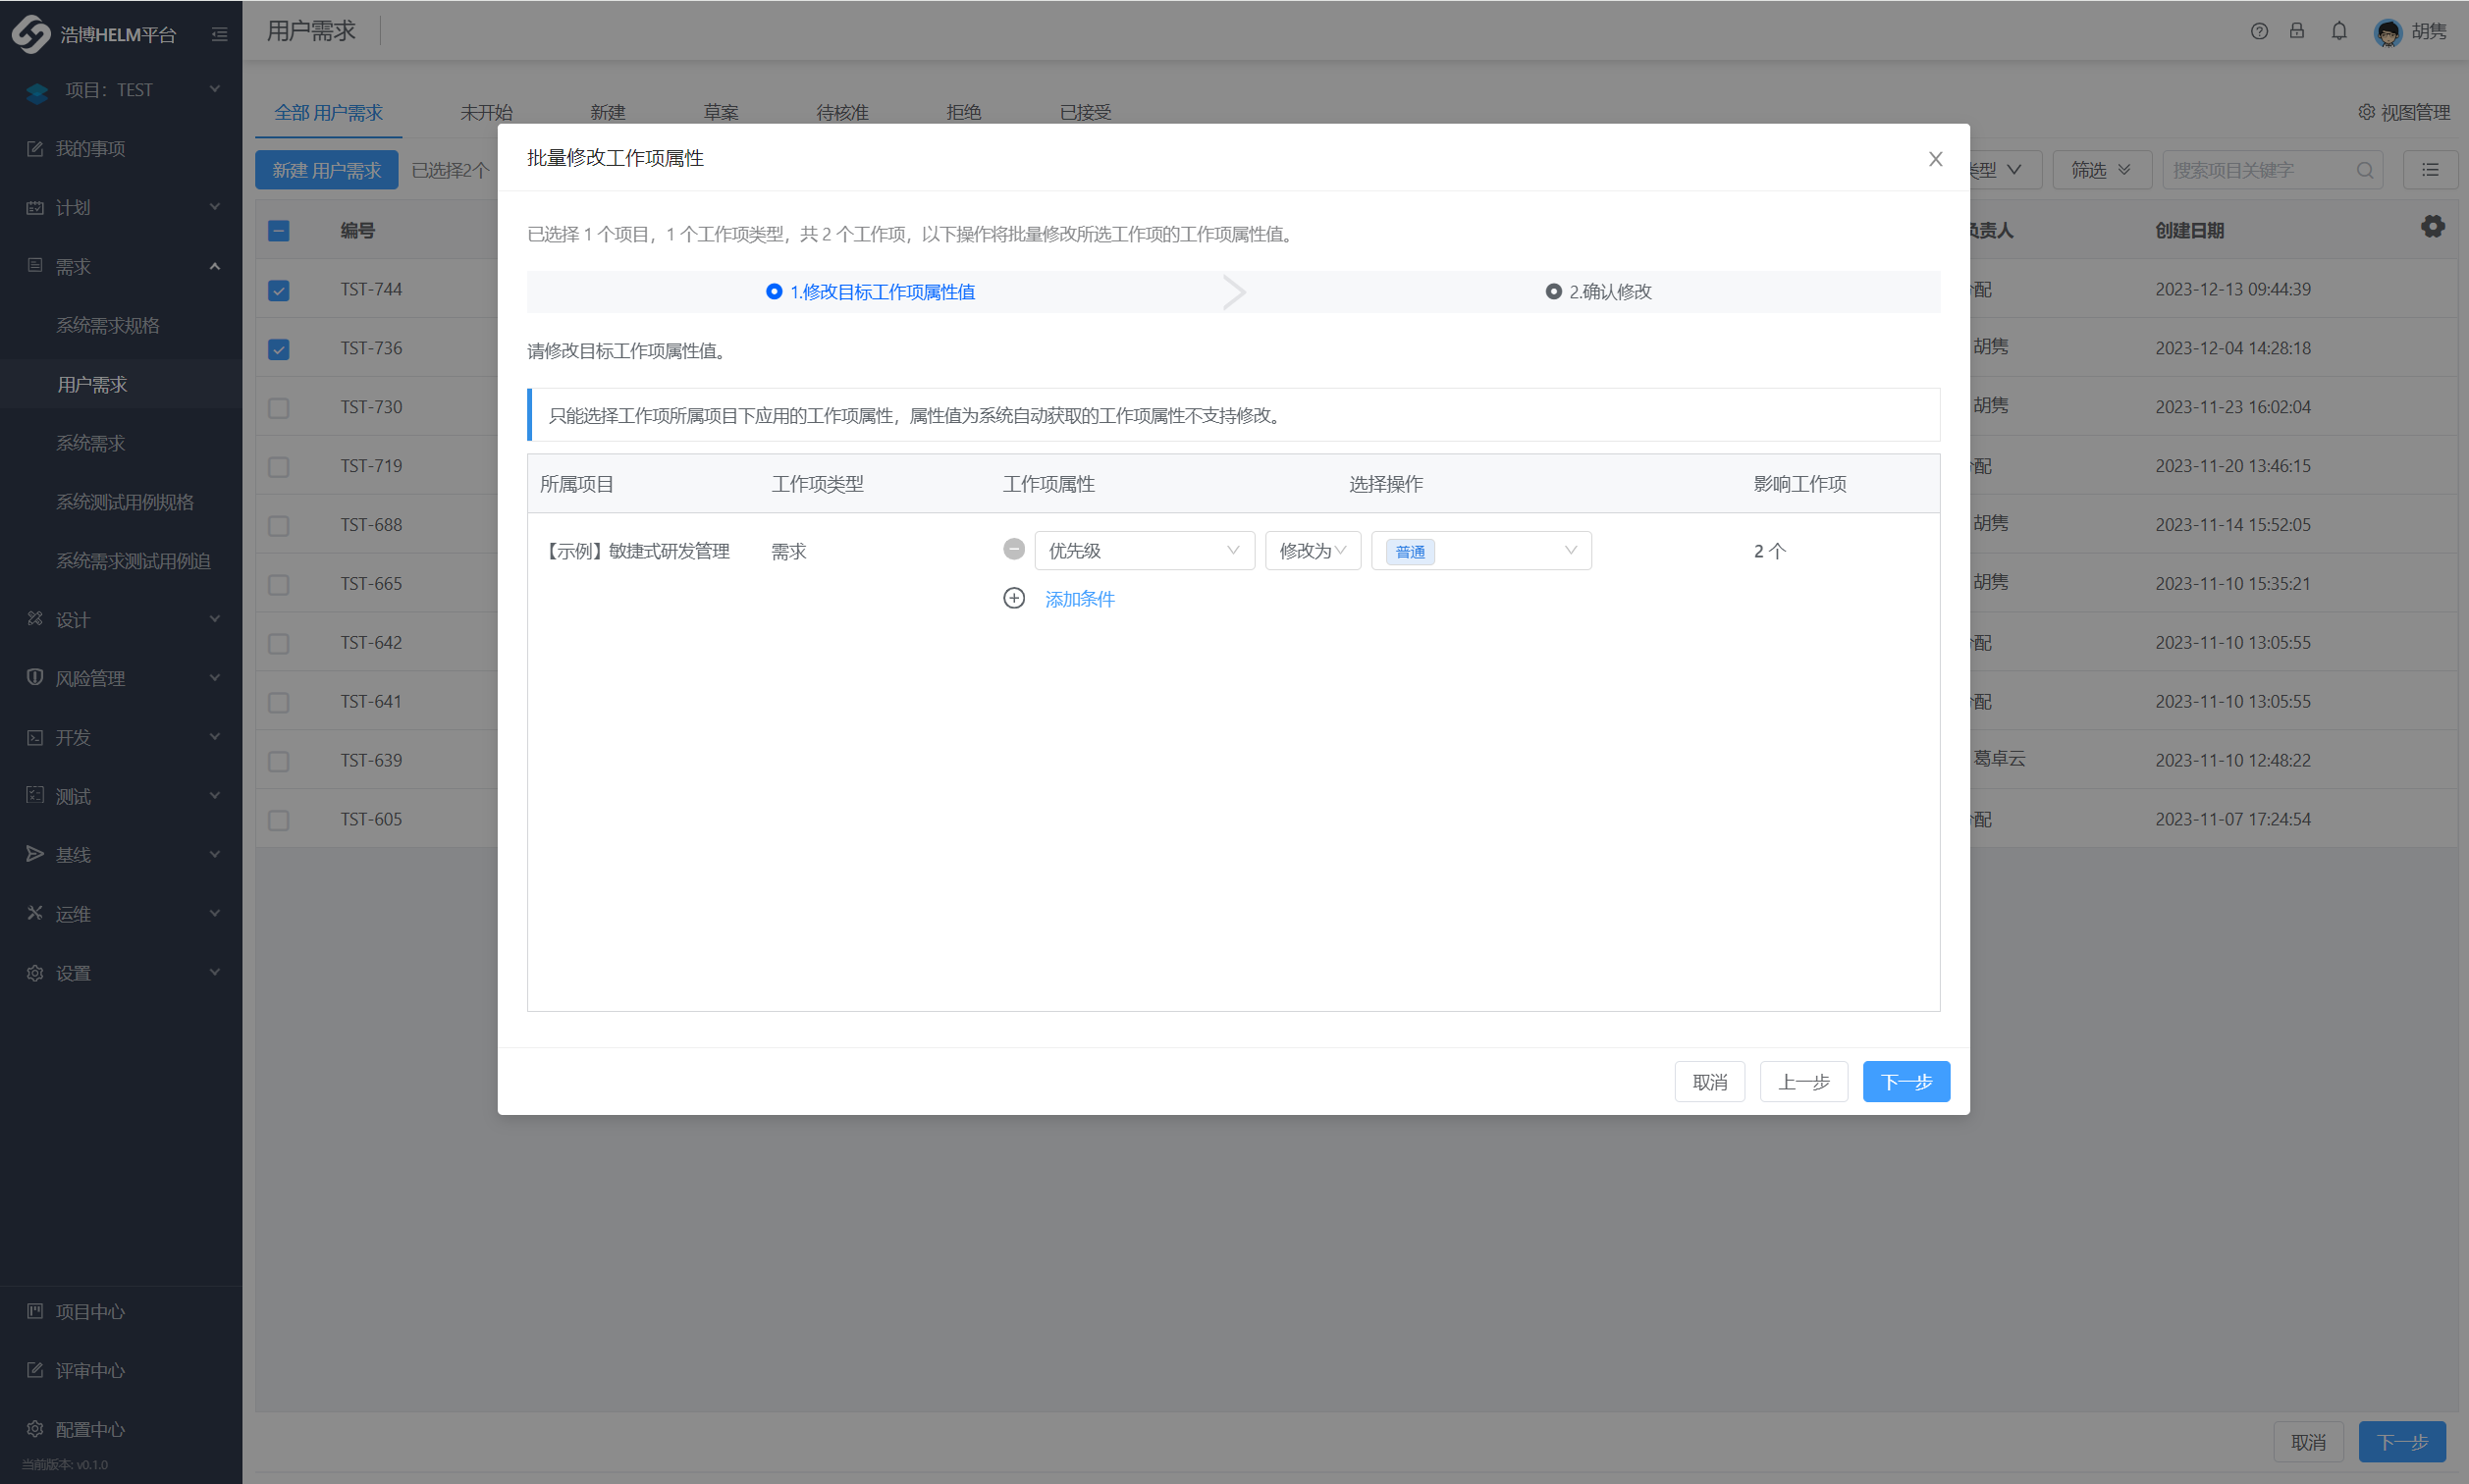 浩博HELM平台
项目：TEST
我的事项
计划
需求
系统需求规格
用户需求
系统需求
系统测试用例规格
系统需求测试用例追
设计
风险管理
开发
测试
基线
运维
设置
项目中心
评审中心
配置中心
当前版本: v0.1.0
用户需求
胡隽
全部 用户需求
未开始
新建
草案
待核准
拒绝
已接受
视图管理
新建 用户需求
已选择2个
类型
筛选
搜索项目关键字
编号
负责人
创建日期
TST-744
配
2023-12-13 09:44:39
TST-736
胡隽
2023-12-04 14:28:18
TST-730
胡隽
2023-11-23 16:02:04
TST-719
配
2023-11-20 13:46:15
TST-688
胡隽
2023-11-14 15:52:05
TST-665
胡隽
2023-11-10 15:35:21
TST-642
配
2023-11-10 13:05:55
TST-641
配
2023-11-10 13:05:55
TST-639
葛卓云
2023-11-10 12:48:22
TST-605
配
2023-11-07 17:24:54
取消
下一步
批量修改工作项属性
已选择 1 个项目，1 个工作项类型，共 2 个工作项，以下操作将批量修改所选工作项的工作项属性值。
1.修改目标工作项属性值
2.确认修改
请修改目标工作项属性值。
只能选择工作项所属项目下应用的工作项属性，属性值为系统自动获取的工作项属性不支持修改。
所属项目
工作项类型
工作项属性
选择操作
影响工作项
【示例】敏捷式研发管理
需求
优先级
修改为
普通
2 个
添加条件
取消
上一步
下一步